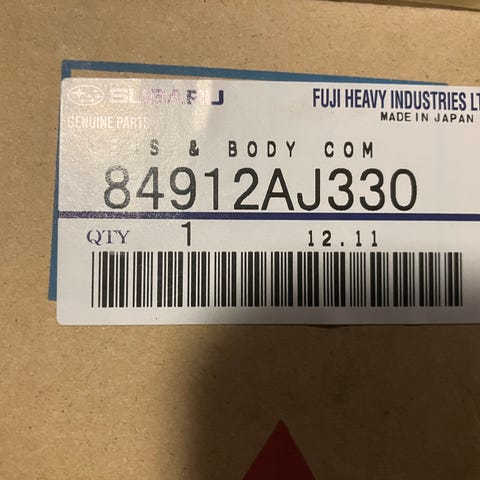 SUBARU FUJI HEAVY INDUSTRIES LT
GENUINE PARTS MADE IN JAPAN
& BODY COM
84912AJ330
QTY 1 12.11